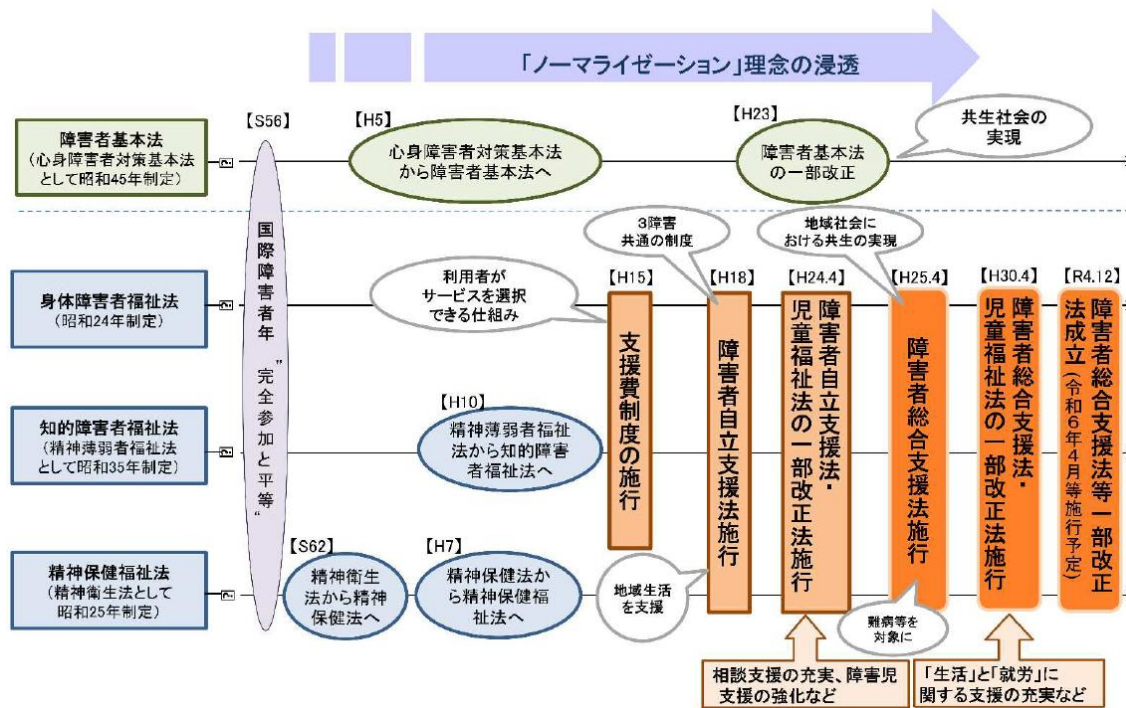 「ノーマライゼーション」理念の浸透
障害者基本法
(心身障害者対策基本法
として昭和45年制定)
【S56】
国際障害者年 “完全参加と平等“
【H5】
心身障害者対策基本法
から障害者基本法へ
【H23】
障害者基本法
の一部改正
共生社会の
実現
身体障害者福祉法
(昭和24年制定)
利用者が
サービスを選択
できる仕組み
3障害
共通の制度
地域社会に
おける共生の実現
【H15】
支援費制度の施行
【H18】
障害者自立支援法施行
【H24.4】
障害者自立支援法・
児童福祉法の一部改正法施行
【H25.4】
障害者総合支援法施行
【H30.4】
障害者総合支援法・
児童福祉法の一部改正法施行
【R4.12】
障害者総合支援法等一部改正
法成立(令和6年4月等施行予定)
知的障害者福祉法
(精神薄弱者福祉法
として昭和35年制定)
【H10】
精神薄弱者福祉
法から知的障害
者福祉法へ
精神保健福祉法
(精神衛生法として
昭和25年制定)
【S62】
精神衛生
法から精神
保健法へ
【H7】
精神保健法か
ら精神保健福
祉法へ
地域生活
を支援
難病等を
対象に
相談支援の充実、障害児
支援の強化など
「生活」と「就労」に
関する支援の充実など